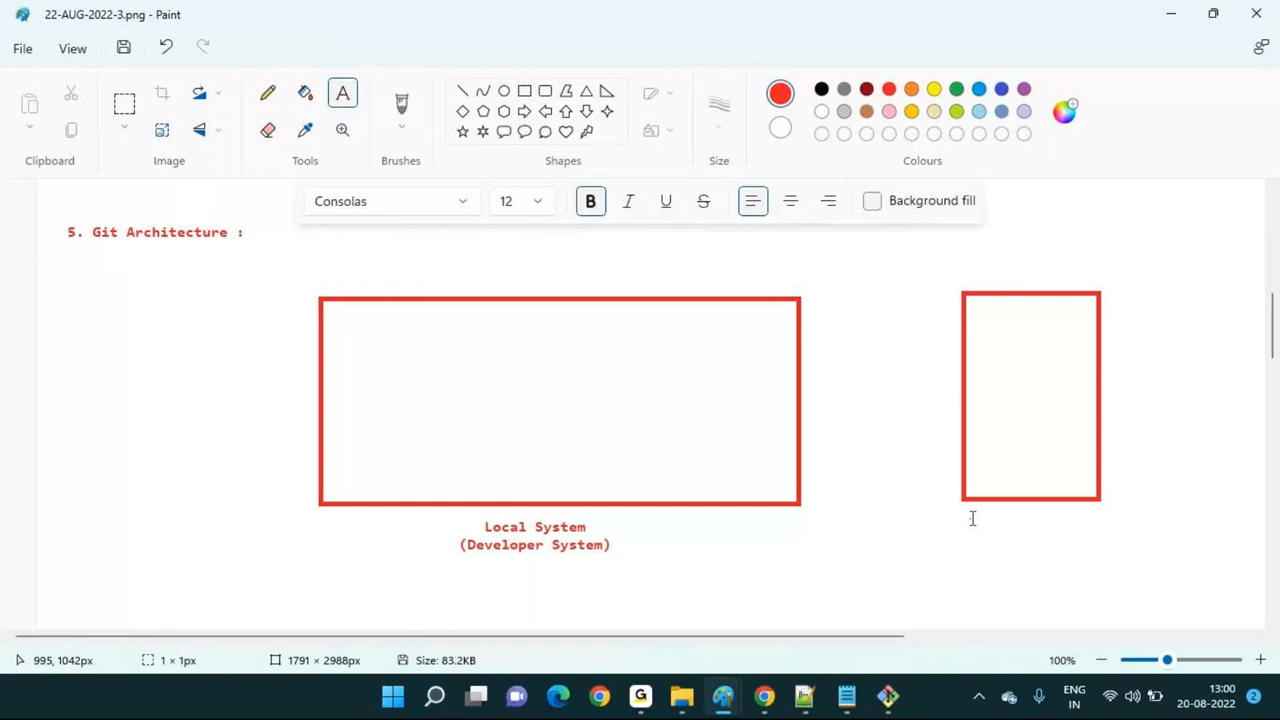 22-AUG-2022-3.png - Paint
File View
Clipboard Image Tools Brushes Shapes Size Colours
Consolas 12 B I U S Background fill
5. Git Architecture :
Local System
(Developer System)
995, 1042px 1 × 1px 1791 × 2988px Size: 83.2KB 100%
ENG 13:00
IN 20-08-2022 2